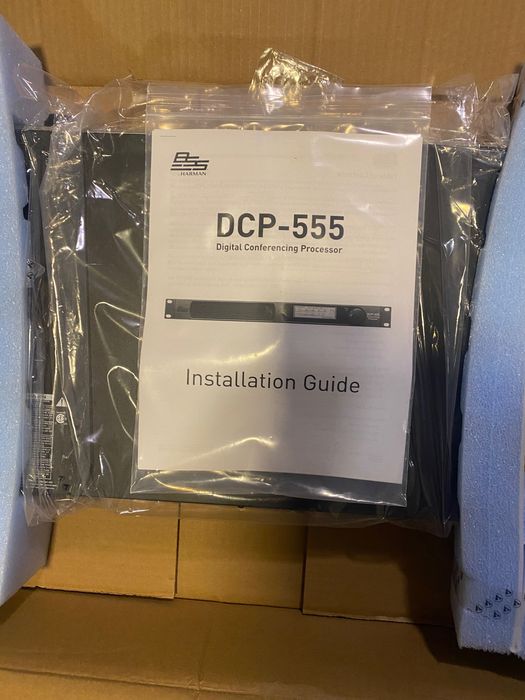 BSS
HARMAN
DCP-555
Digital Conferencing Processor
Installation Guide